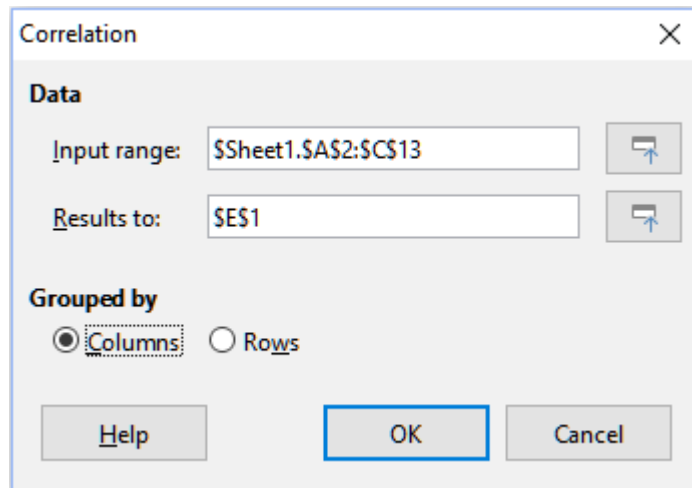 Correlation
Data
Input range: $Sheet1.$A$2:$C$13
Results to: $E$1
Grouped by
Columns Rows
Help OK Cancel